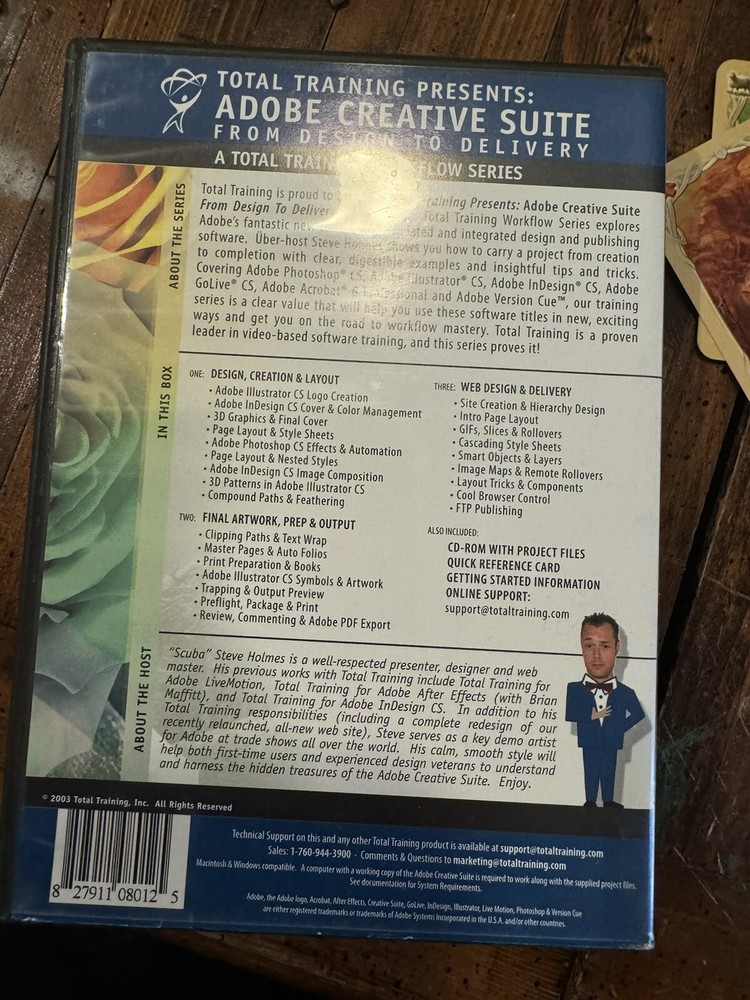 TOTAL TRAINING PRESENTS:
ADOBE CREATIVE SUITE
FROM DESIGN TO DELIVERY
A TOTAL TRAIN FLOW SERIES
ABOUT THE SERIES
Total Training is proud to raining Presents: Adobe Creative Suite
From Design To Deliver Total Training Workflow Series explores
Adobe's fantastic and integrated design and publishing
software. Über-host Steve Holmes shows you how to carry a project from creation
to completion with clear, digestible examples and insightful tips and tricks.
Covering Adobe Photoshop® CS, Adobe Illustrator® CS, Adobe InDesign® CS, Adobe
GoLive® CS, Adobe Acrobat® 6 Professional and Adobe Version Cue™, our training
series is a clear value that will help you use these software titles in new, exciting
ways and get you on the road to workflow mastery. Total Training is a proven
leader in video-based software training, and this series proves it!
IN THIS BOX
ONE: DESIGN, CREATION & LAYOUT
• Adobe Illustrator CS Logo Creation
• Adobe InDesign CS Cover & Color Management
• 3D Graphics & Final Cover
• Page Layout & Style Sheets
• Adobe Photoshop CS Effects & Automation
• Page Layout & Nested Styles
• Adobe InDesign CS Image Composition
• 3D Patterns in Adobe Illustrator CS
• Compound Paths & Feathering
TWO: FINAL ARTWORK, PREP & OUTPUT
• Clipping Paths & Text Wrap
• Master Pages & Auto Folios
• Print Preparation & Books
• Adobe Illustrator CS Symbols & Artwork
• Trapping & Output Preview
• Preflight, Package & Print
• Review, Commenting & Adobe PDF Export
THREE: WEB DESIGN & DELIVERY
• Site Creation & Hierarchy Design
• Intro Page Layout
• GIFs, Slices & Rollovers
• Cascading Style Sheets
• Smart Objects & Layers
• Image Maps & Remote Rollovers
• Layout Tricks & Components
• Cool Browser Control
• FTP Publishing
ALSO INCLUDED:
CD-ROM WITH PROJECT FILES
QUICK REFERENCE CARD
GETTING STARTED INFORMATION
ONLINE SUPPORT:
support@totaltraining.com
ABOUT THE HOST
"Scuba" Steve Holmes is a well-respected presenter, designer and web
master. His previous works with Total Training include Total Training for
Adobe LiveMotion, Total Training for Adobe After Effects (with Brian
Maffitt), and Total Training for Adobe InDesign CS. In addition to his
Total Training responsibilities (including a complete redesign of our
recently relaunched, all-new web site), Steve serves as a key demo artist
for Adobe at trade shows all over the world. His calm, smooth style will
help both first-time users and experienced design veterans to understand
and harness the hidden treasures of the Adobe Creative Suite. Enjoy.
© 2003 Total Training, Inc. All Rights Reserved
Technical Support on this and any other Total Training product is available at support@totaltraining.com
Sales: 1-760-944-3900 - Comments & Questions to marketing@totaltraining.com
Macintosh & Windows compatible. A computer with a working copy of the Adobe Creative Suite is required to work along with the supplied project files.
See documentation for System Requirements.
Adobe, the Adobe logo, Acrobat, After Effects, Creative Suite, GoLive, InDesign, Illustrator, Live Motion, Photoshop & Version Cue
are either registered trademarks or trademarks of Adobe Systems Incorporated in the U.S.A. and/or other countries.
8 27911 08012 5